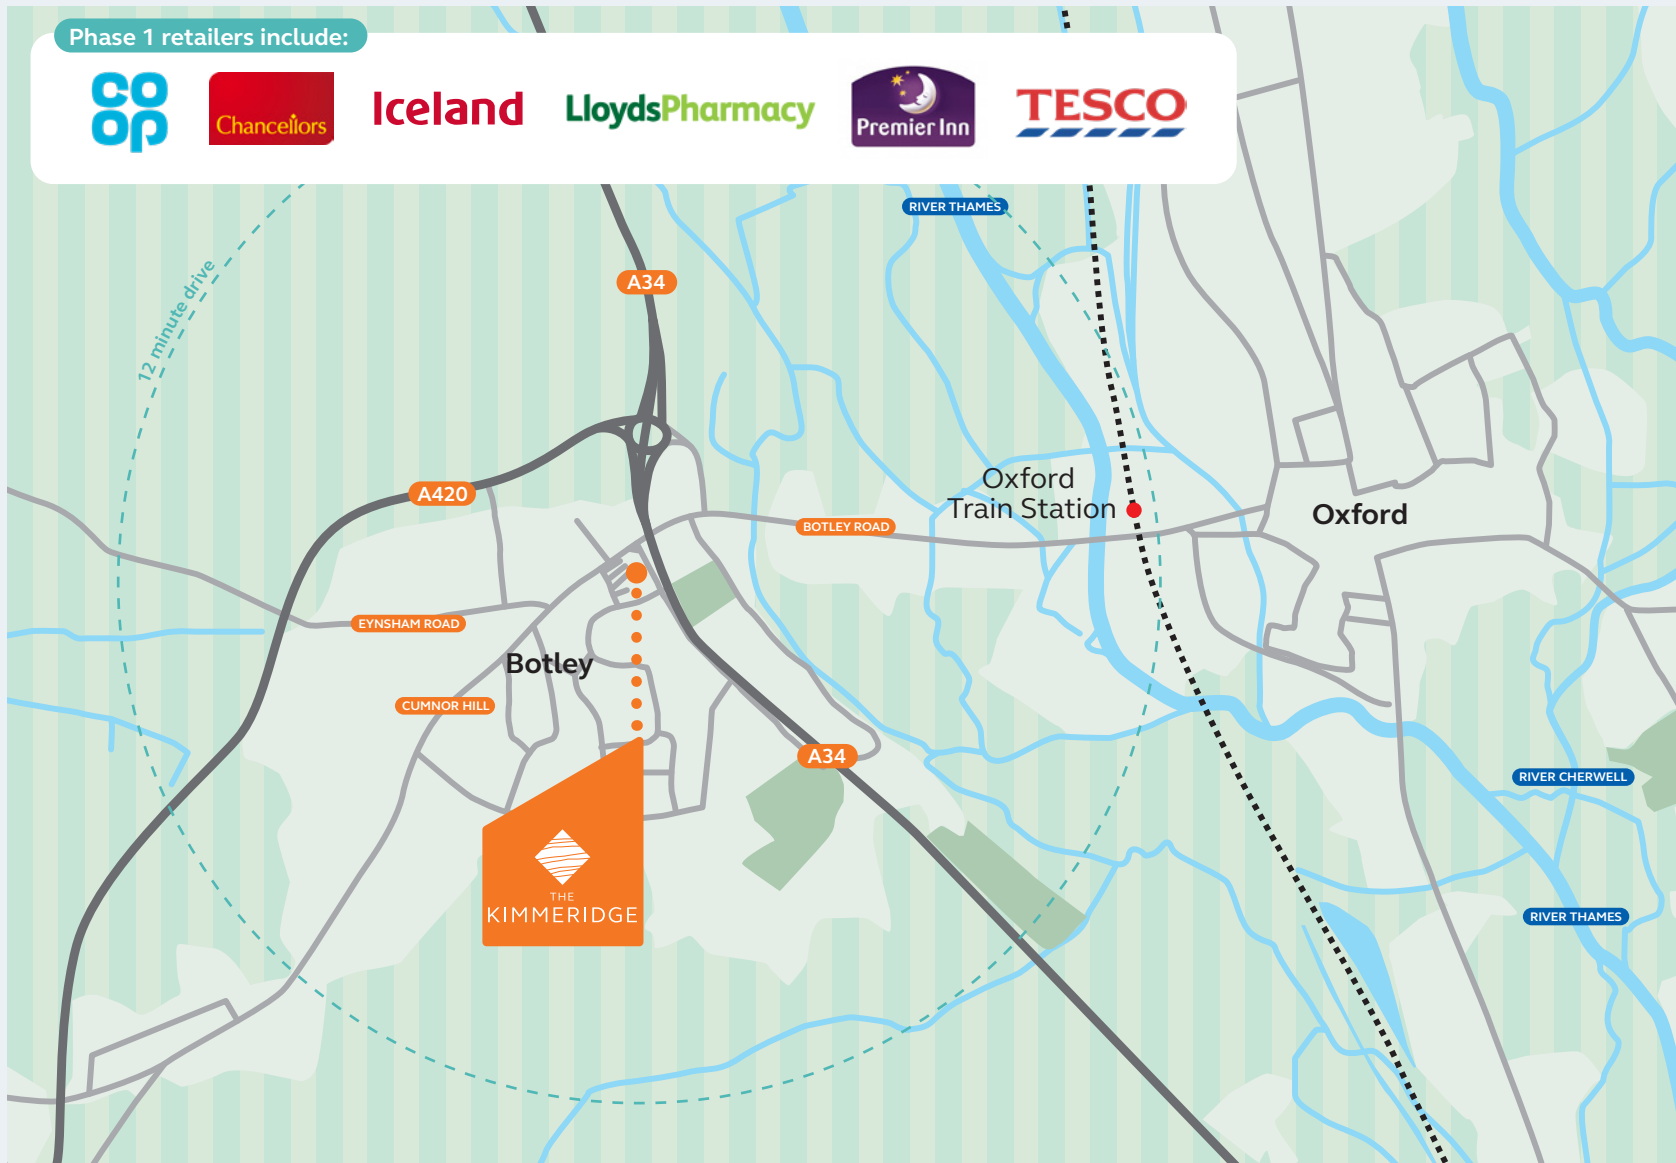 Phase 1 retailers include:
CO
OP
Chancellors
Iceland
LloydsPharmacy
Premier Inn
TESCO
RIVER THAMES
12 minute drive
A34
A420
Oxford
Train Station
BOTLEY ROAD
Oxford
EYNSHAM ROAD
Botley
CUMNOR HILL
A34
RIVER CHERWELL
THE
KIMMERIDGE
RIVER THAMES